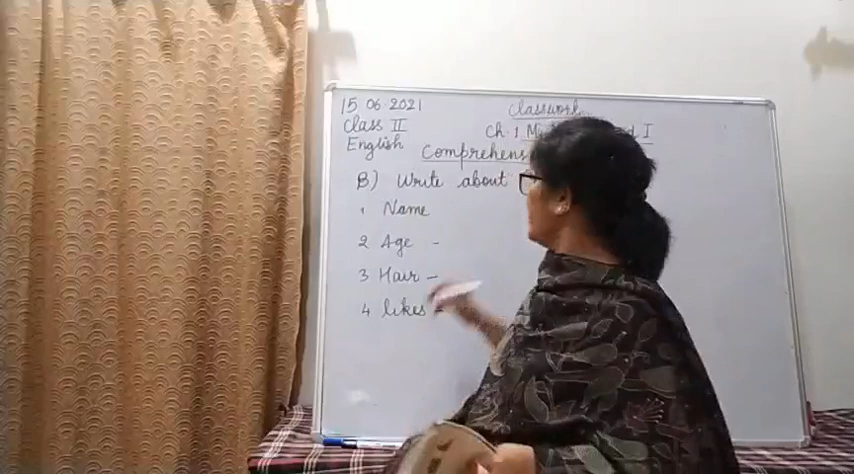 15 06 2021 Classwork
Class II Ch. 1 d I
English
Comprehens
B) Write about
1 Name
2 Age -
3 Hair -
4 likes